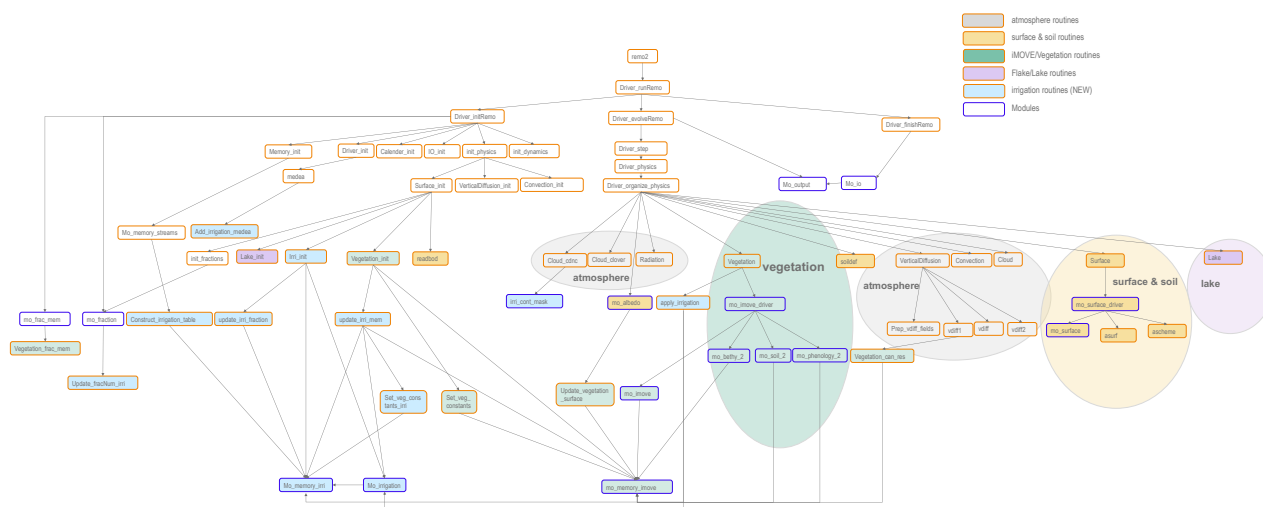 atmosphere routines
surface & soil routines
iMOVE/Vegetation routines
Flake/Lake routines
irrigation routines (NEW)
Modules
remo2
Driver_runRemo
Driver_initRemo
Driver_evolveRemo
Driver_finishRemo
Memory_init
Driver_init
Calender_init
IO_init
init_physics
init_dynamics
Driver_step
Driver_physics
medea
Surface_init
VerticalDiffusion_init
Convection_init
Driver_organize_physics
Mo_output
Mo_io
Mo_memory_streams
Add_irrigation_medea
init_fractions
Lake_init
Irri_init
Vegetation_init
readbod
Cloud_cdnc
Cloud_clover
Radiation
atmosphere
Vegetation
vegetation
soildef
VerticalDiffusion
Convection
Cloud
atmosphere
Surface
surface & soil
Lake
lake
irri_cont_mask
mo_albedo
apply_irrigation
mo_imove_driver
mo_surface_driver
mo_frac_mem
mo_fraction
Construct_irrigation_table
update_irri_fraction
update_irri_mem
Prep_vdiff_fields
vdiff1
vdiff
vdiff2
mo_surface
asurf
ascheme
Vegetation_frac_mem
mo_bethy_2
mo_soil_2
mo_phenology_2
Vegetation_can_res
Update_fracNum_irri
Set_veg_cons
tants_irri
Set_veg_
constants
Update_vegetation
_surface
mo_imove
Mo_memory_irri
Mo_irrigation
mo_memory_imove